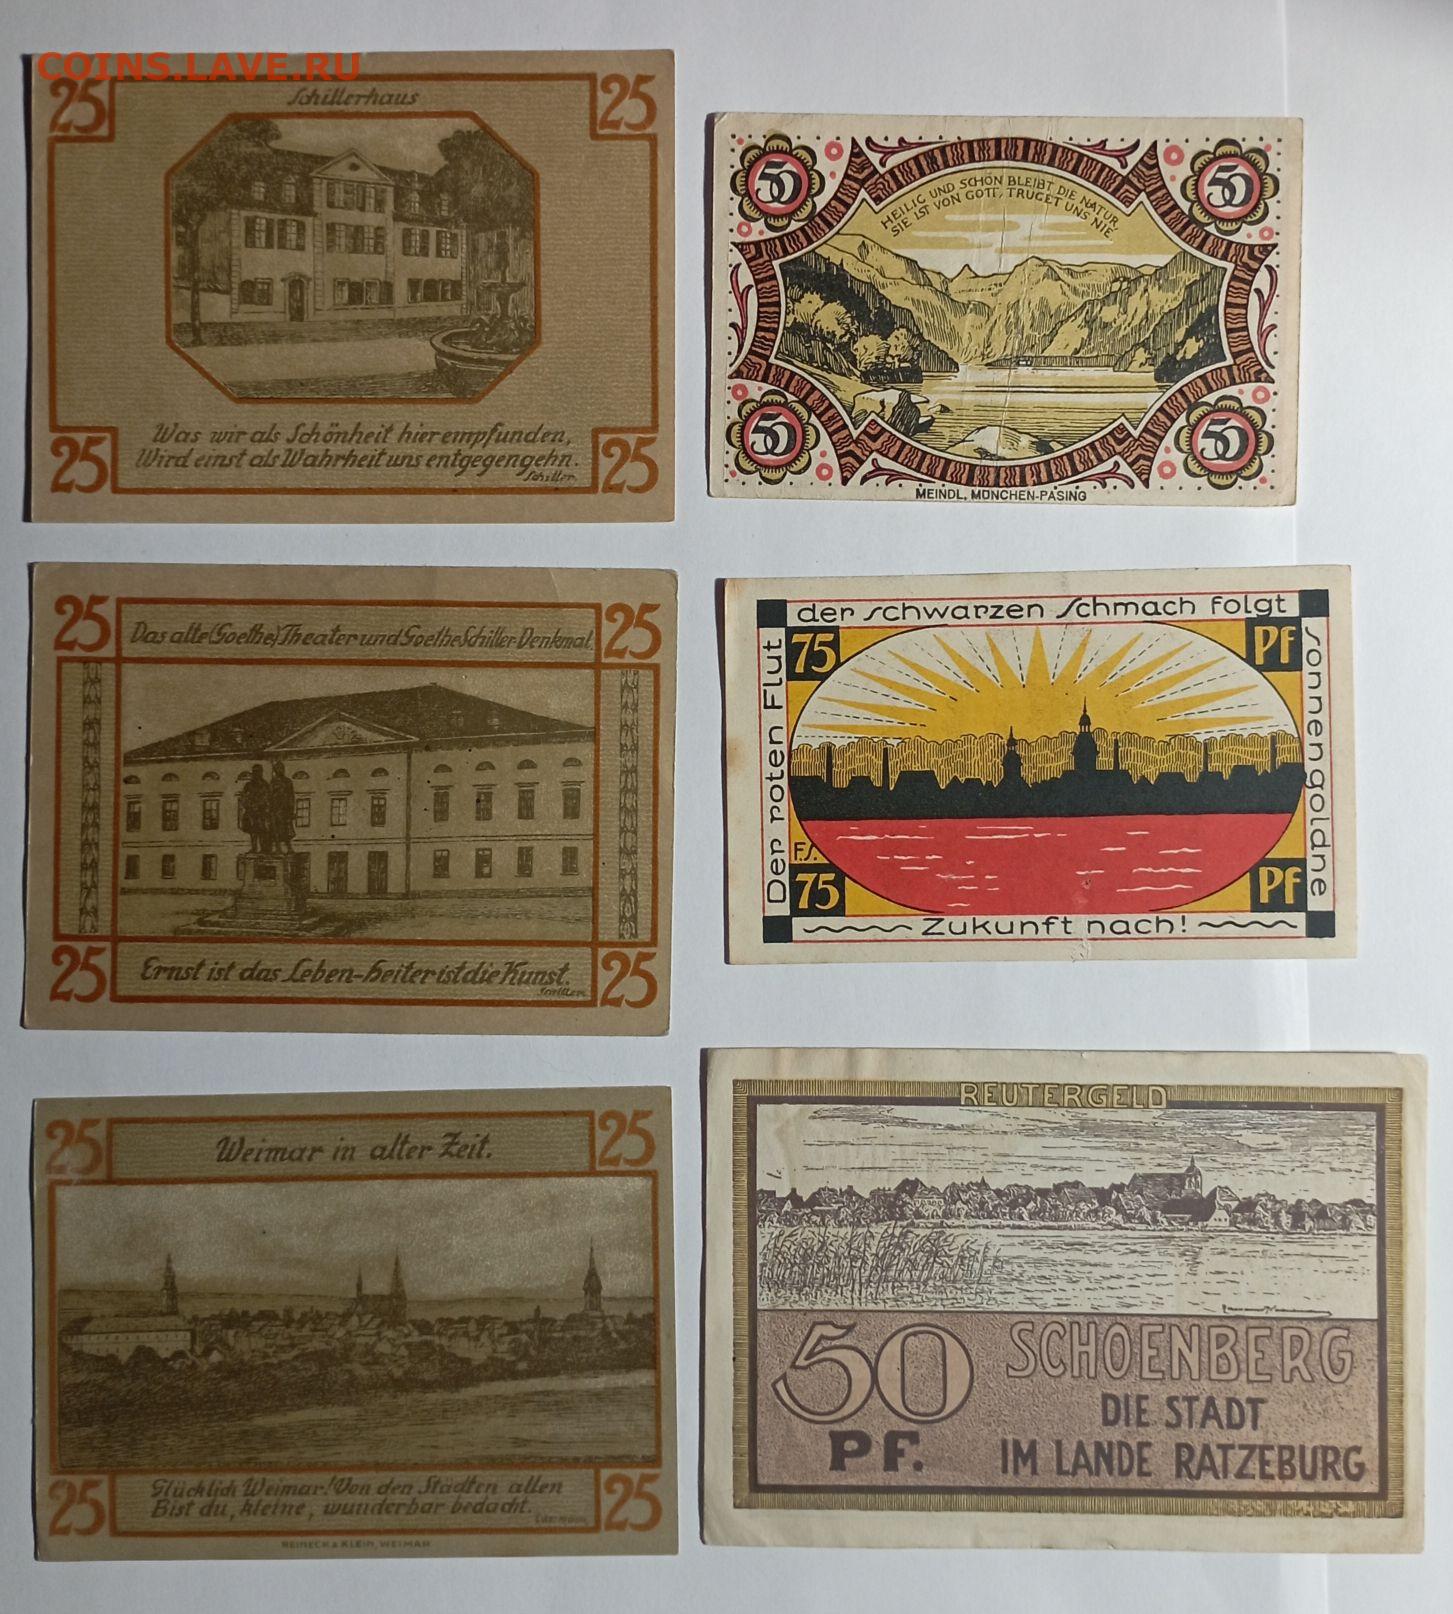 COINS.LAVE.RU
25 25
Schillerhaus
Was wir als Schönheit hier empfunden,
Wird einst als Wahrheit uns entgegengehn.
Schiller
25 25
25 25
Das alte (Goethe) Theater und Goethe-Schiller-Denkmal.
Ernst ist das Leben-heiter ist die Kunst.
Schiller
25 25
25 25
Weimar in alter Zeit.
Glücklich Weimar! Von den Städten allen
Bist du, kleine, wunderbar bedacht.
25 25
REINECK & KLEIN, WEIMAR
50 50
HEILIG UND SCHÖN BLEIBT DIE NATUR
SIE IST VON GOTT, TRUGET UNS NIE
50 50
MEINDL, MÜNCHEN-PASING
Der roten Flut
der schwarzen Schmach folgt
sonnengoldne
Zukunft nach!
75 Pf
F.S.
75 Pf
REUTERGELD
50
PF.
SCHOENBERG
DIE STADT
IM LANDE RATZEBURG